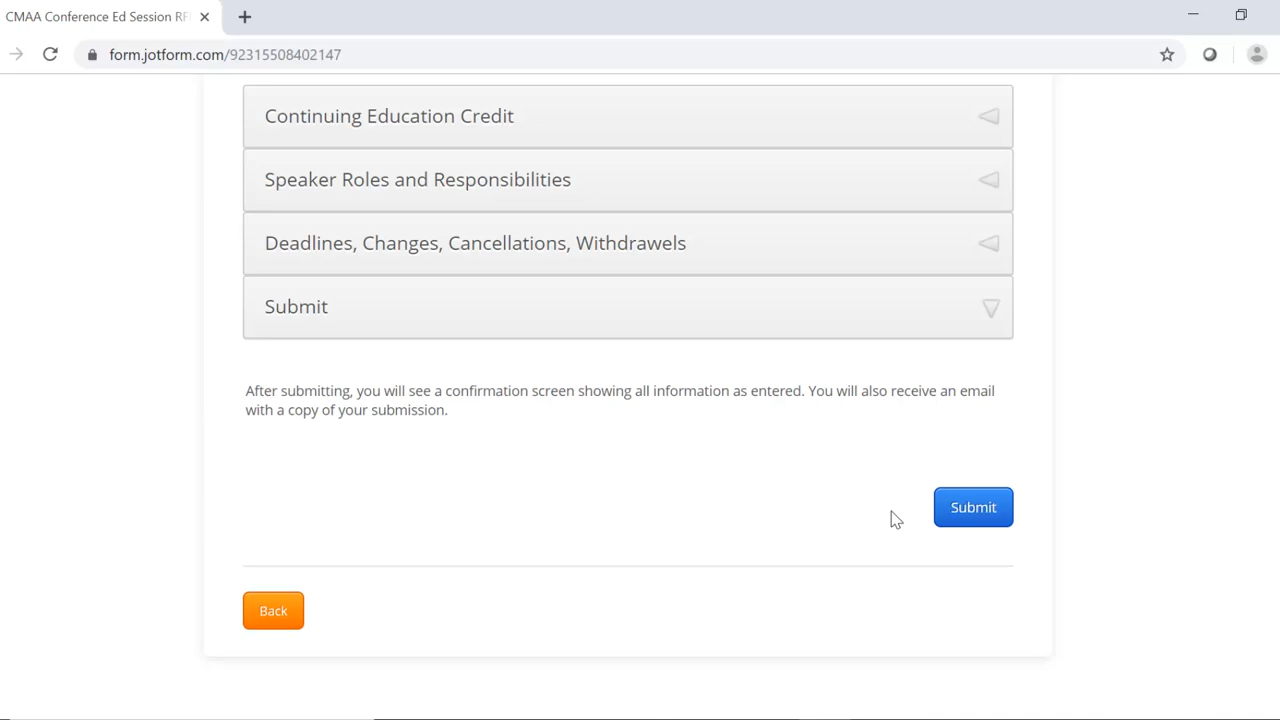 CMAA Conference Ed Session RF
form.jotform.com/92315508402147
Continuing Education Credit
Speaker Roles and Responsibilities
Deadlines, Changes, Cancellations, Withdrawels
Submit
After submitting, you will see a confirmation screen showing all information as entered. You will also receive an email
with a copy of your submission.
Submit
Back